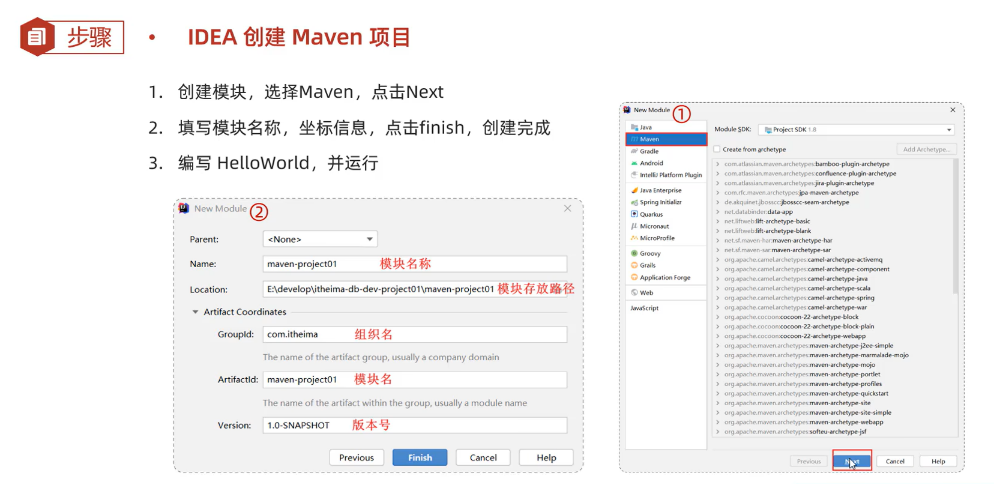 步骤
• IDEA 创建 Maven 项目
1. 创建模块，选择Maven，点击Next
2. 填写模块名称，坐标信息，点击finish，创建完成
3. 编写 HelloWorld，并运行
New Module ②
Parent: <None>
Name: maven-project01 模块名称
Location: E:\develop\itheima-db-dev-project01\maven-project01 模块存放路径
Artifact Coordinates
GroupId: com.itheima 组织名
The name of the artifact group, usually a company domain
ArtifactId: maven-project01 模块名
The name of the artifact within the group, usually a module name
Version: 1.0-SNAPSHOT 版本号
Previous Finish Cancel Help
New Module ①
Java
Maven
Gradle
Android
IntelliJ Platform Plugin
Java Enterprise
Spring Initializr
Quarkus
Micronaut
MicroProfile
Groovy
Grails
Application Forge
Web
JavaScript
Module SDK: Project SDK 1.8
Create from archetype Add Archetype...
com.atlassian.maven.archetypes:bamboo-plugin-archetype
com.atlassian.maven.archetypes:confluence-plugin-archetype
com.atlassian.maven.archetypes:jira-plugin-archetype
com.rfc.maven.archetypes:jpa-maven-archetype
de.akquinet.jbosscc:jbosscc-seam-archetype
net.databinder:data-app
net.liftweb:lift-archetype-basic
net.liftweb:lift-archetype-blank
net.sf.maven-har:maven-archetype-har
net.sf.maven-sar:maven-archetype-sar
org.apache.camel.archetypes:camel-archetype-activemq
org.apache.camel.archetypes:camel-archetype-component
org.apache.camel.archetypes:camel-archetype-java
org.apache.camel.archetypes:camel-archetype-scala
org.apache.camel.archetypes:camel-archetype-spring
org.apache.camel.archetypes:camel-archetype-war
org.apache.cocoon:cocoon-22-archetype-block
org.apache.cocoon:cocoon-22-archetype-block-plain
org.apache.cocoon:cocoon-22-archetype-webapp
org.apache.maven.archetypes:maven-archetype-j2ee-simple
org.apache.maven.archetypes:maven-archetype-marmalade-mojo
org.apache.maven.archetypes:maven-archetype-mojo
org.apache.maven.archetypes:maven-archetype-portlet
org.apache.maven.archetypes:maven-archetype-profiles
org.apache.maven.archetypes:maven-archetype-quickstart
org.apache.maven.archetypes:maven-archetype-site
org.apache.maven.archetypes:maven-archetype-site-simple
org.apache.maven.archetypes:maven-archetype-webapp
org.apache.maven.archetypes:softeu-archetype-jsf
Previous Next Cancel Help